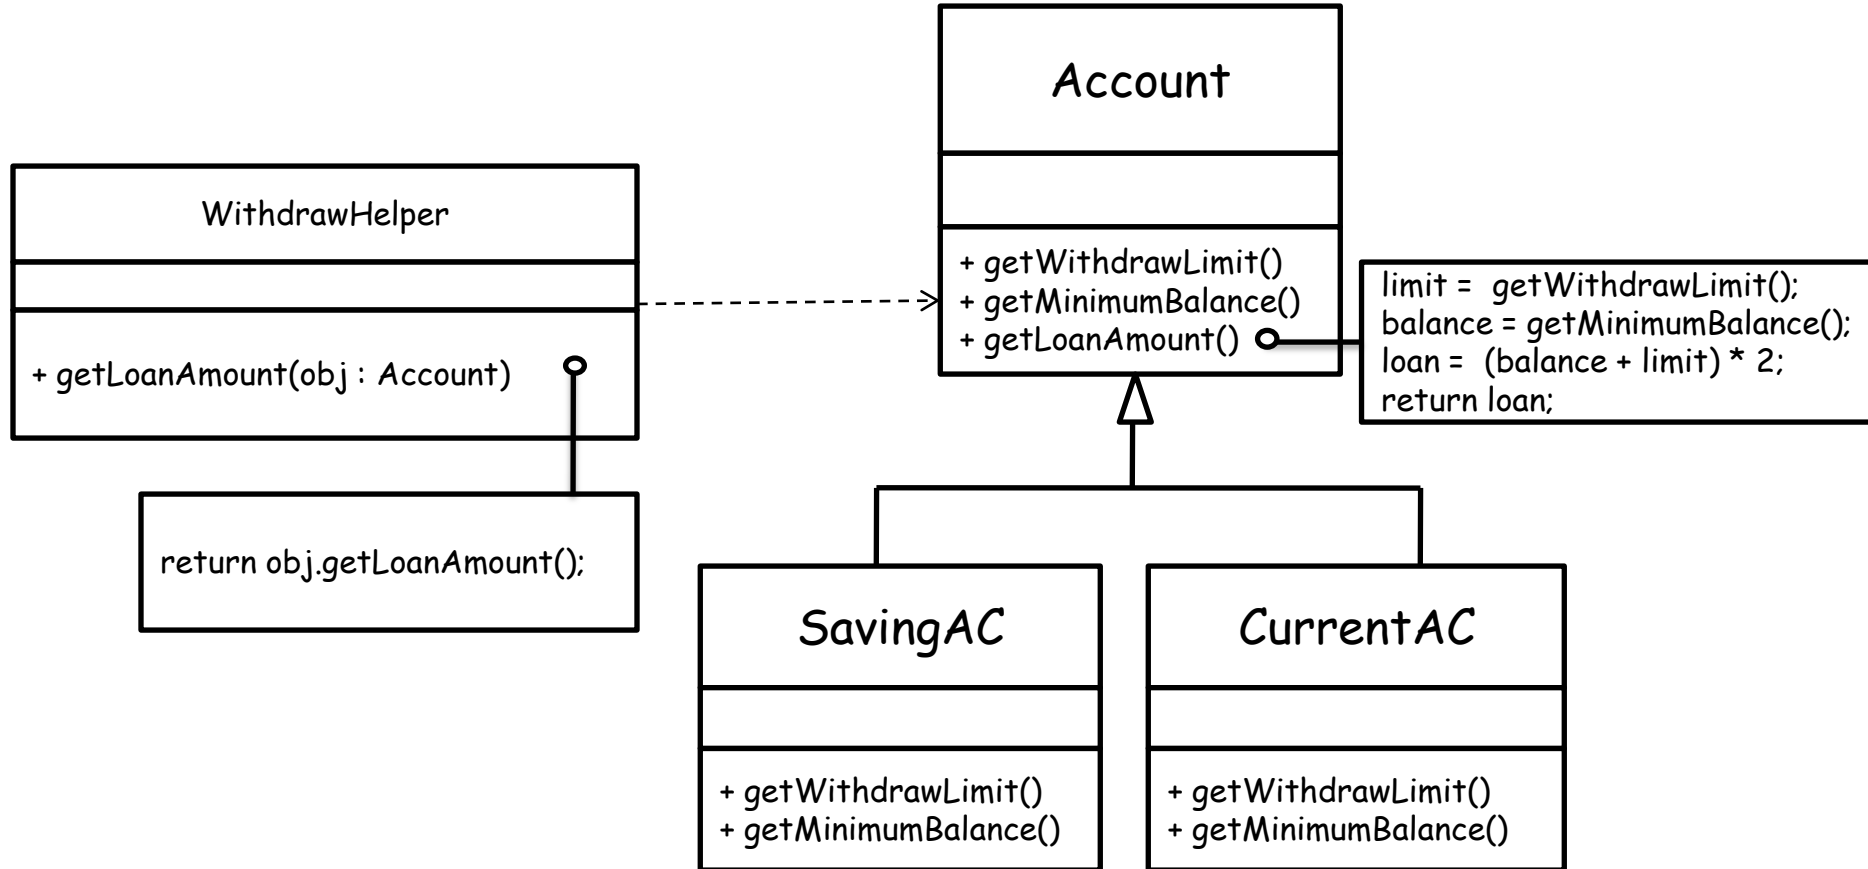 Account
+ getWithdrawLimit()
+ getMinimumBalance()
+ getLoanAmount()
limit = getWithdrawLimit();
balance = getMinimumBalance();
loan = (balance + limit) * 2;
return loan;
WithdrawHelper
+ getLoanAmount(obj : Account)
return obj.getLoanAmount();
SavingAC
+ getWithdrawLimit()
+ getMinimumBalance()
CurrentAC
+ getWithdrawLimit()
+ getMinimumBalance()